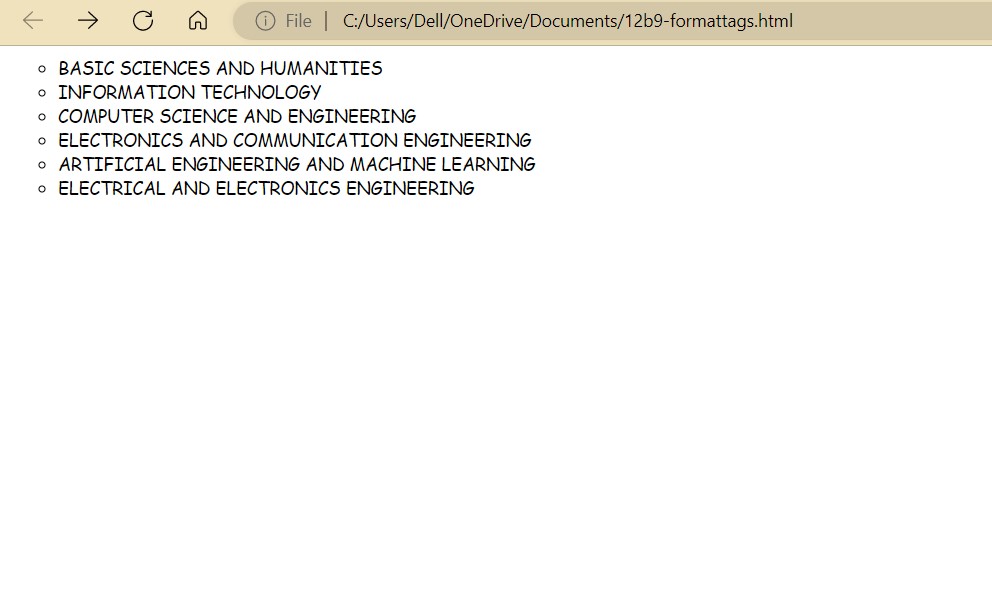 File | C:/Users/Dell/OneDrive/Documents/12b9-formattags.html
BASIC SCIENCES AND HUMANITIES
INFORMATION TECHNOLOGY
COMPUTER SCIENCE AND ENGINEERING
ELECTRONICS AND COMMUNICATION ENGINEERING
ARTIFICIAL ENGINEERING AND MACHINE LEARNING
ELECTRICAL AND ELECTRONICS ENGINEERING